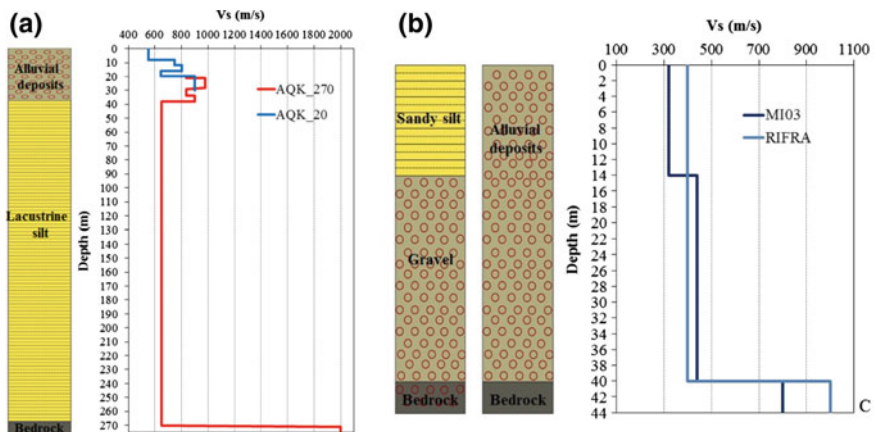 (a)
Vs (m/s)
400 600 800 1000 1200 1400 1600 1800 2000
Alluvial
deposits
Lacustrine
silt
Bedrock
Depth (m)
0
10
20
30
40
50
60
70
80
90
100
110
120
130
140
150
160
170
180
190
200
210
220
230
240
250
260
270
AQK_270
AQK_20
(b)
Vs (m/s)
100 300 500 700 900 1100
Sandy silt
Gravel
Bedrock
Alluvial
deposits
Bedrock
Depth (m)
0
2
4
6
8
10
12
14
16
18
20
22
24
26
28
30
32
34
36
38
40
42
44
MI03
RIFRA
C